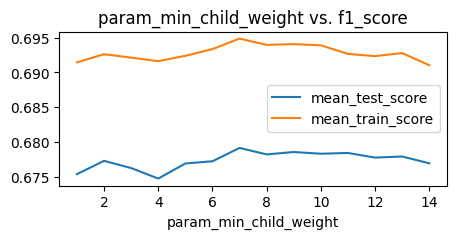 param_min_child_weight vs. f1_score
0.695
0.690
0.685
0.680
0.675
mean_test_score
mean_train_score
2 4 6 8 10 12 14
param_min_child_weight